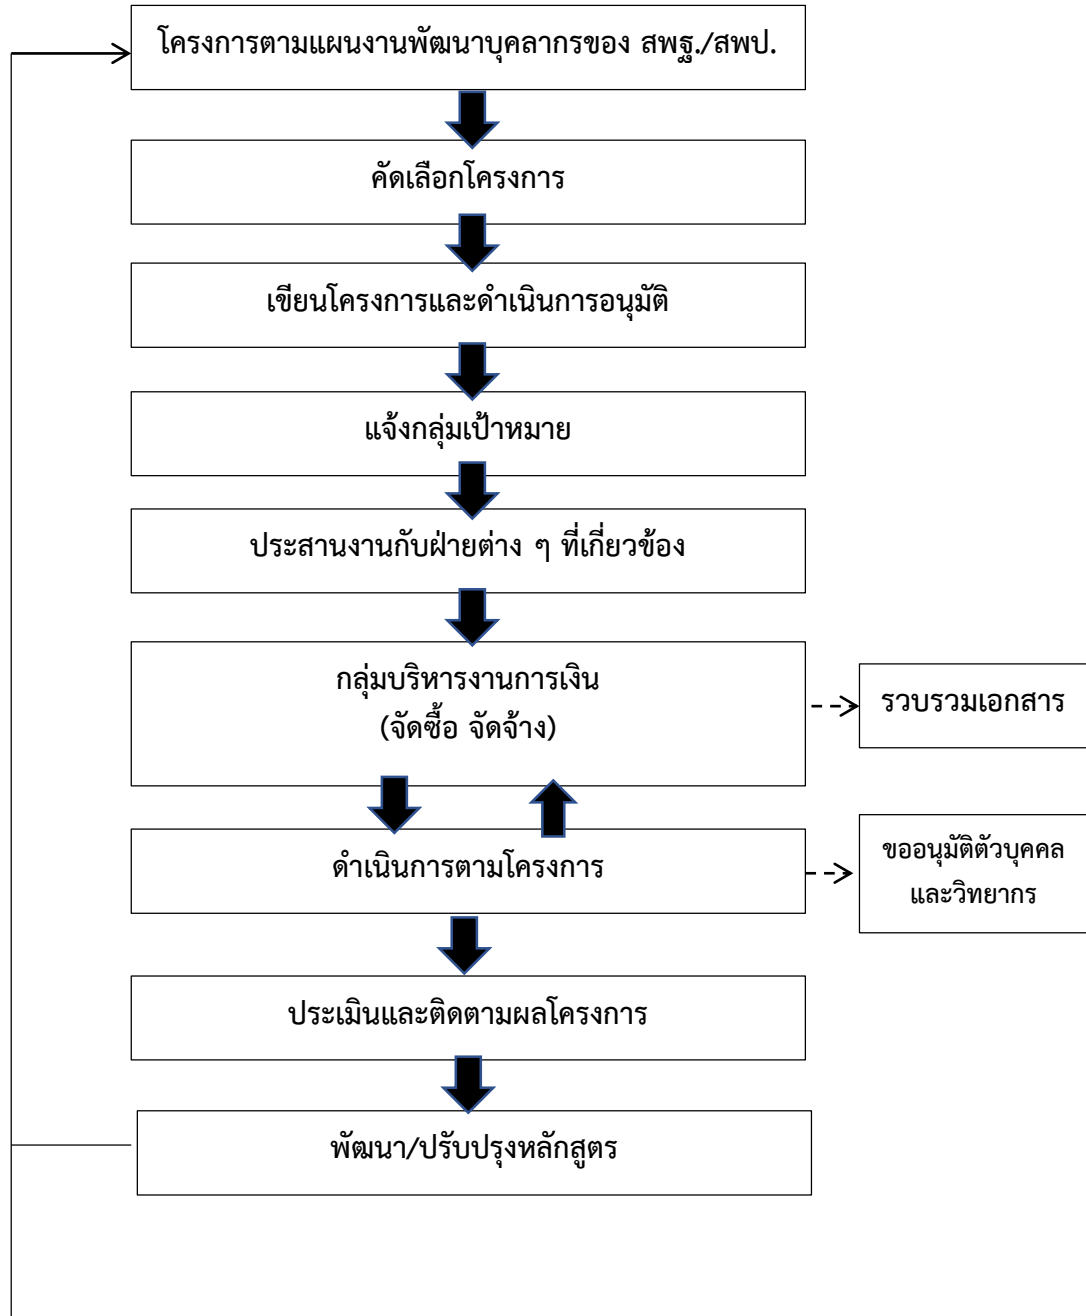 โครงการตามแผนงานพัฒนาบุคลากรของ สพฐ./สพป.
คัดเลือกโครงการ
เขียนโครงการและดำเนินการอนุมัติ
แจ้งกลุ่มเป้าหมาย
ประสานงานกับฝ่ายต่าง ๆ ที่เกี่ยวข้อง
กลุ่มบริหารงานการเงิน
(จัดซื้อ จัดจ้าง)
รวบรวมเอกสาร
ดำเนินการตามโครงการ
ขออนุมัติตัวบุคคล
และวิทยากร
ประเมินและติดตามผลโครงการ
พัฒนา/ปรับปรุงหลักสูตร